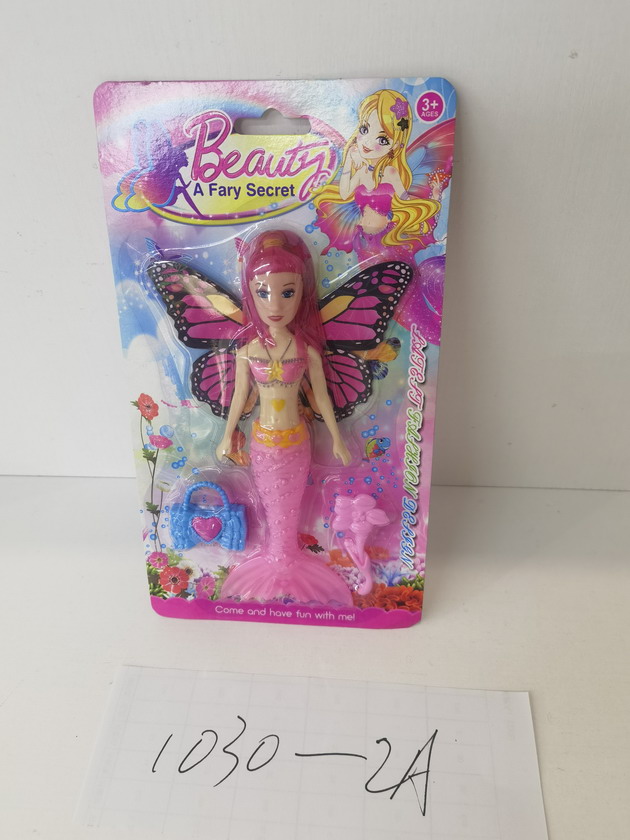 3+
AGES
Beauty
A Fary Secret
Come and have fun with me!
1030-2A